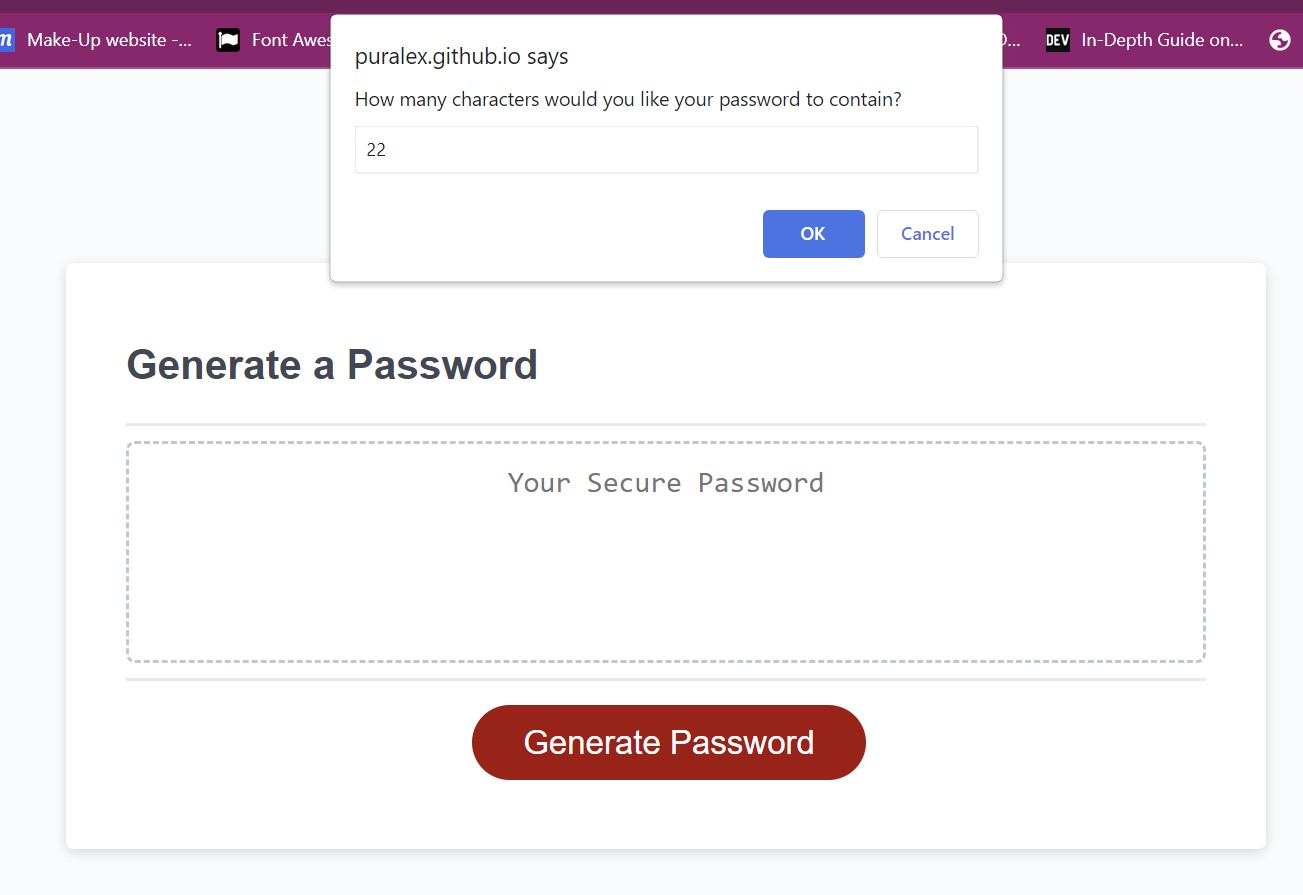 m Make-Up website -... Font Awes ... DEV In-Depth Guide on...
puralex.github.io says
How many characters would you like your password to contain?
22
OK Cancel
Generate a Password
Your Secure Password
Generate Password